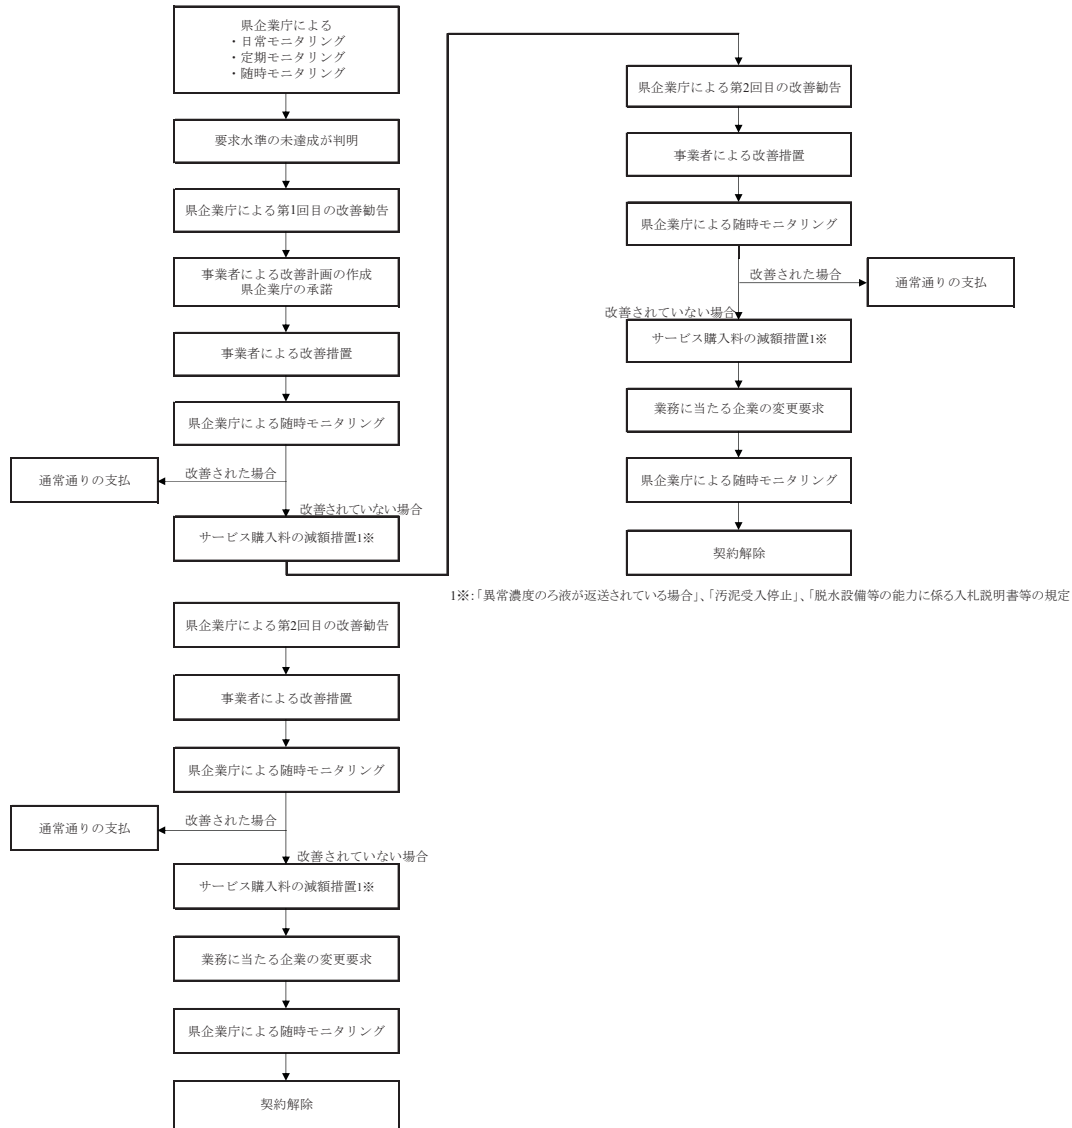 県企業庁による
・日常モニタリング
・定期モニタリング
・随時モニタリング
要求水準の未達成が判明
県企業庁による第1回目の改善勧告
事業者による改善計画の作成
県企業庁の承諾
事業者による改善措置
県企業庁による随時モニタリング
改善された場合
通常通りの支払
改善されていない場合
サービス購入料の減額措置1※
県企業庁による第2回目の改善勧告
事業者による改善措置
県企業庁による随時モニタリング
改善された場合
通常通りの支払
改善されていない場合
サービス購入料の減額措置1※
業務に当たる企業の変更要求
県企業庁による随時モニタリング
契約解除
1※:「異常濃度のろ液が返送されている場合」、「汚泥受入停止」、「脱水設備等の能力に係る入札説明書等の規定
県企業庁による第2回目の改善勧告
事業者による改善措置
県企業庁による随時モニタリング
改善された場合
通常通りの支払
改善されていない場合
サービス購入料の減額措置1※
業務に当たる企業の変更要求
県企業庁による随時モニタリング
契約解除